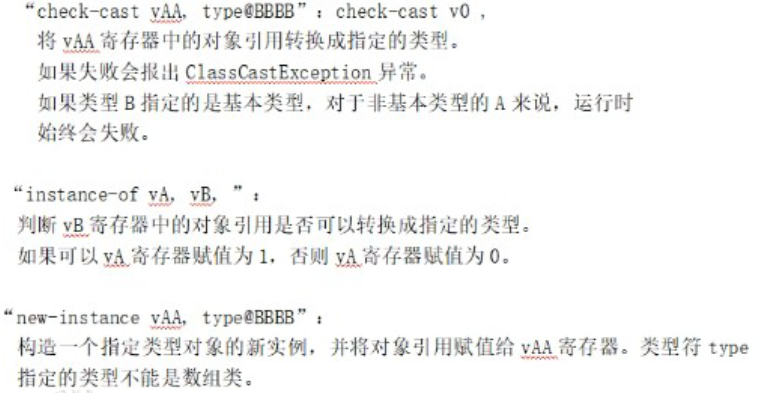 “check-cast vAA, type@BBBB”：check-cast v0 ,
将 vAA 寄存器中的对象引用转换成指定的类型。
如果失败会报出 ClassCastException 异常。
如果类型 B 指定的是基本类型，对于非基本类型的 A 来说，运行时
始终会失败。
“instance-of vA, vB, ”：
判断 vB 寄存器中的对象引用是否可以转换成指定的类型。
如果可以 vA 寄存器赋值为 1，否则 vA 寄存器赋值为 0。
“new-instance vAA, type@BBBB”：
构造一个指定类型对象的新实例，并将对象引用赋值给 vAA 寄存器。类型符 type
指定的类型不能是数组类。